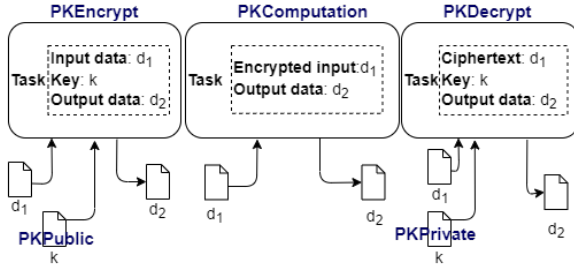 PKEncrypt
Task
Input data: d1
Key: k
Output data: d2
d1
d2
PKPublic
k
PKComputation
Task
Encrypted input:d1
Output data: d2
d1
d2
PKDecrypt
Task
Ciphertext: d1
Key: k
Output data: d2
d1
d2
PKPrivate
k